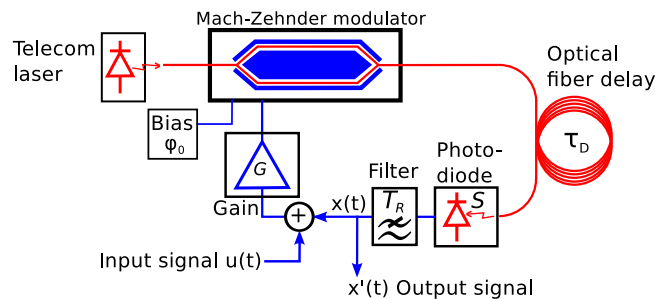 Mach-Zehnder modulator
Telecom
laser
Optical
fiber delay
τD
Bias
φ0
G
Gain
Photo-
diode
S
Filter
TR
x(t)
+
Input signal u(t)
x'(t) Output signal